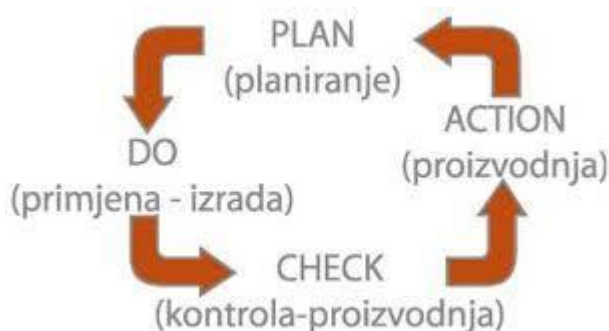 PLAN
(planiranje)
DO
(primjena - izrada)
CHECK
(kontrola-proizvodnja)
ACTION
(proizvodnja)